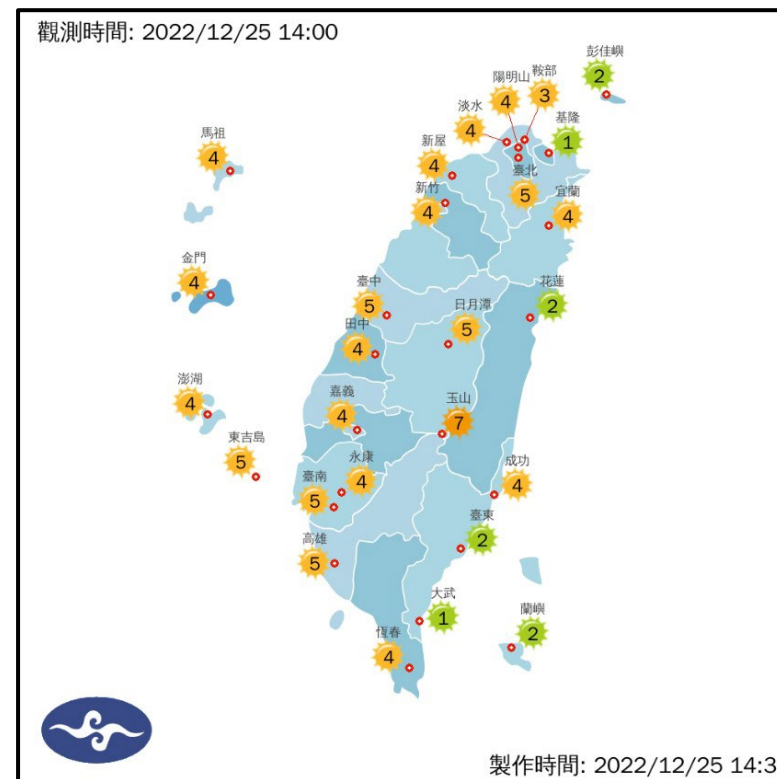 觀測時間: 2022/12/25 14:00
彭佳嶼
2
陽明山
4
鞍部
3
淡水
4
基隆
1
馬祖
4
新屋
4
臺北
5
新竹
4
宜蘭
4
金門
4
臺中
5
花蓮
2
日月潭
5
田中
4
澎湖
4
嘉義
4
玉山
7
東吉島
5
永康
4
成功
4
臺南
5
臺東
2
高雄
5
大武
1
蘭嶼
2
恆春
4
製作時間: 2022/12/25 14:3